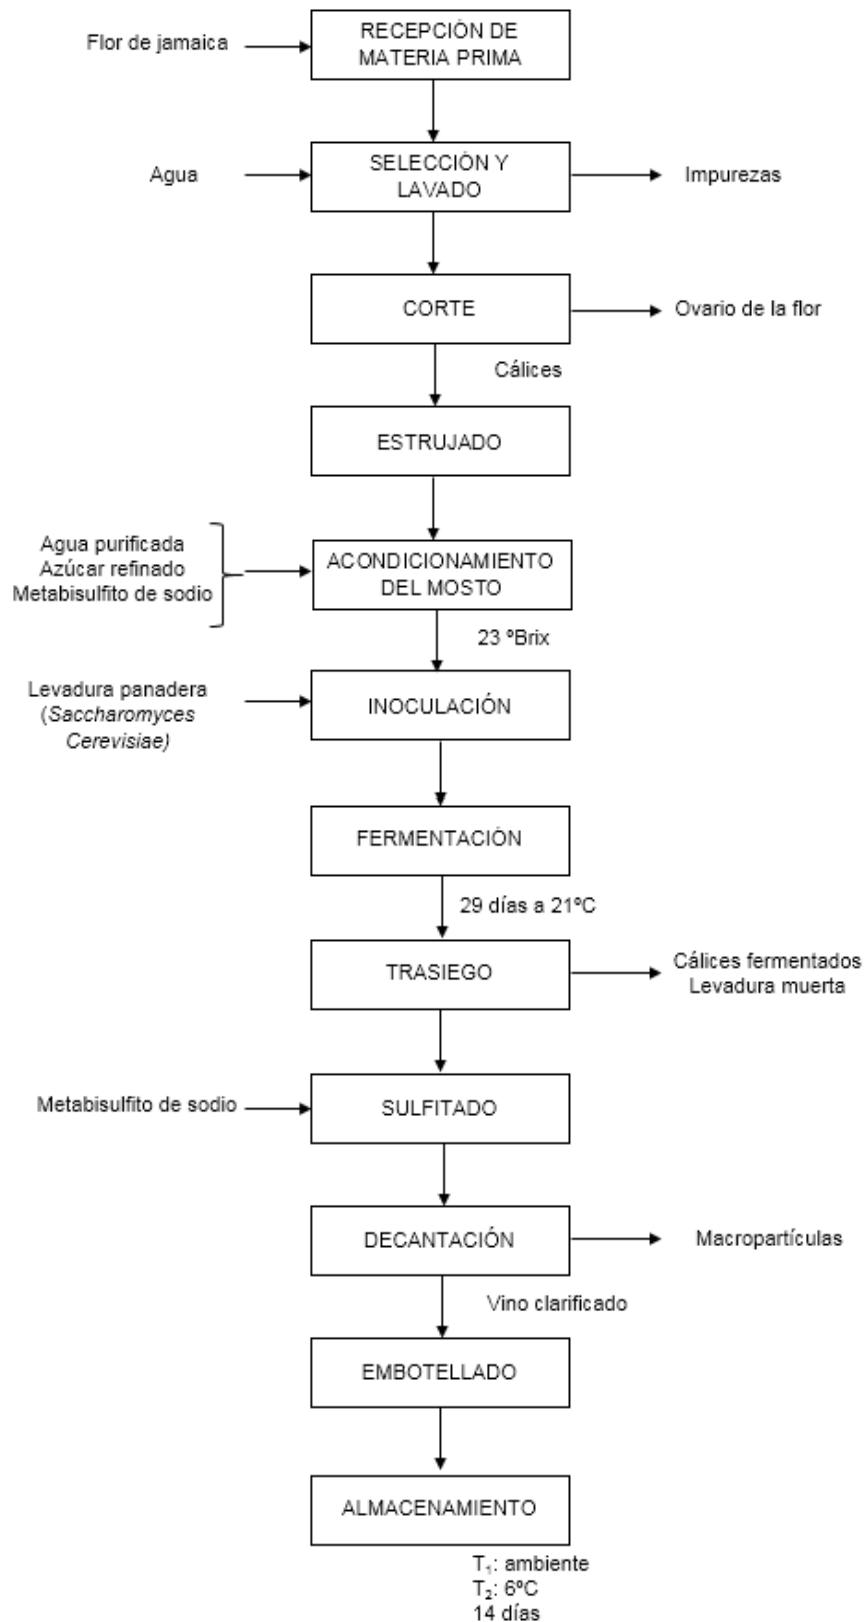 Flor de jamaica
RECEPCIÓN DE
MATERIA PRIMA
Agua
SELECCIÓN Y
LAVADO
Impurezas
CORTE
Ovario de la flor
Cálices
ESTRUJADO
Agua purificada
Azúcar refinado
Metabisulfito de sodio
ACONDICIONAMIENTO
DEL MOSTO
23 ºBrix
Levadura panadera
(Saccharomyces
Cerevisiae)
INOCULACIÓN
FERMENTACIÓN
29 días a 21ºC
TRASIEGO
Cálices fermentados
Levadura muerta
Metabisulfito de sodio
SULFITADO
DECANTACIÓN
Macropartículas
Vino clarificado
EMBOTELLADO
ALMACENAMIENTO
T₁: ambiente
T₂: 6ºC
14 días